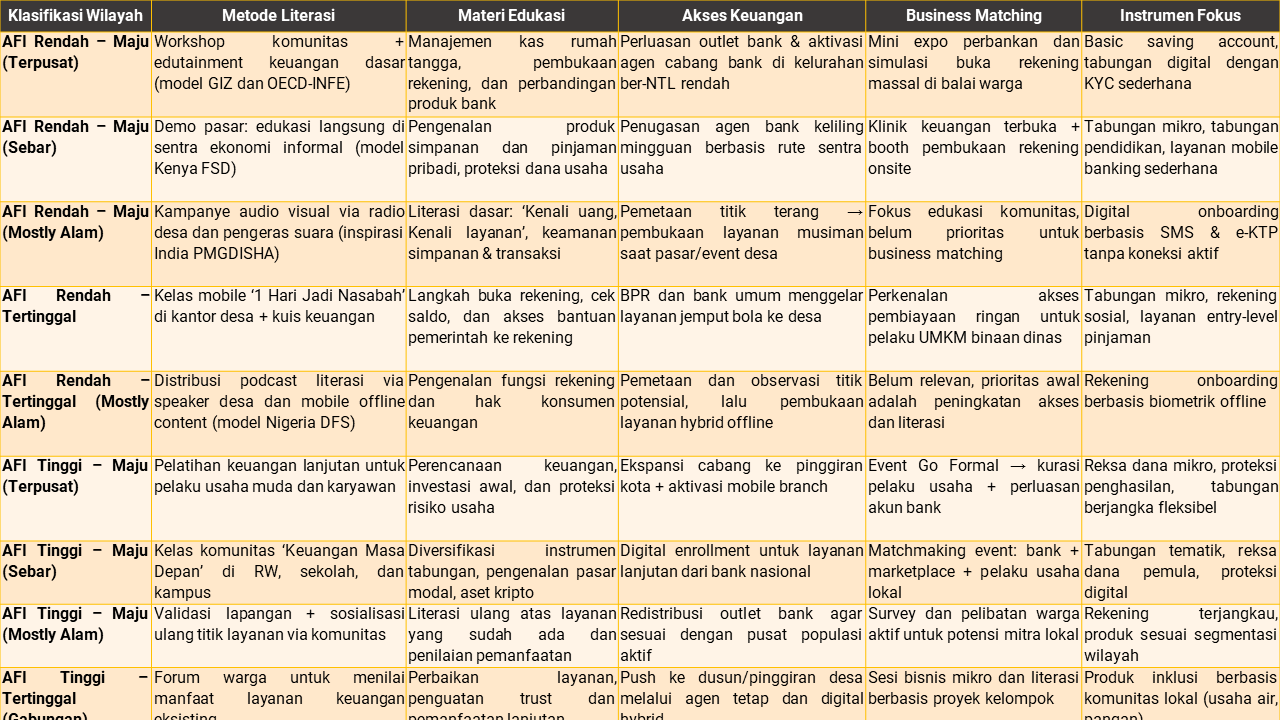 Klasifikasi Wilayah
Metode Literasi
Materi Edukasi
Akses Keuangan
Business Matching
Instrumen Fokus
AFI Rendah – Maju
(Terpusat)
Workshop komunitas +
edutainment keuangan dasar
(model GIZ dan OECD-INFE)
Manajemen kas rumah
tangga, pembukaan
rekening, dan perbandingan
produk bank
Perluasan outlet bank & aktivasi
agen cabang bank di kelurahan
ber-NTL rendah
Mini expo perbankan dan
simulasi buka rekening
massal di balai warga
Basic saving account,
tabungan digital dengan
KYC sederhana
AFI Rendah – Maju
(Sebar)
Demo pasar: edukasi langsung di
sentra ekonomi informal (model
Kenya FSD)
Pengenalan produk
simpanan dan pinjaman
pribadi, proteksi dana usaha
Penugasan agen bank keliling
mingguan berbasis rute sentra
usaha
Klinik keuangan terbuka +
booth pembukaan rekening
onsite
Tabungan mikro, tabungan
pendidikan, layanan mobile
banking sederhana
AFI Rendah – Maju
(Mostly Alam)
Kampanye audio visual via radio
desa dan pengeras suara (inspirasi
India PMGDISHA)
Literasi dasar: ‘Kenali uang,
Kenali layanan’, keamanan
simpanan & transaksi
Pemetaan titik terang →
pembukaan layanan musiman
saat pasar/event desa
Fokus edukasi komunitas,
belum prioritas untuk
business matching
Digital onboarding
berbasis SMS & e-KTP
tanpa koneksi aktif
AFI Rendah –
Tertinggal
Kelas mobile ‘1 Hari Jadi Nasabah’
di kantor desa + kuis keuangan
Langkah buka rekening, cek
saldo, dan akses bantuan
pemerintah ke rekening
BPR dan bank umum menggelar
layanan jemput bola ke desa
Perkenalan akses
pembiayaan ringan untuk
pelaku UMKM binaan dinas
Tabungan mikro, rekening
sosial, layanan entry-level
pinjaman
AFI Rendah –
Tertinggal (Mostly
Alam)
Distribusi podcast literasi via
speaker desa dan mobile offline
content (model Nigeria DFS)
Pengenalan fungsi rekening
dan hak konsumen
keuangan
Pemetaan dan observasi titik
potensial, lalu pembukaan
layanan hybrid offline
Belum relevan, prioritas awal
adalah peningkatan akses
dan literasi
Rekening onboarding
berbasis biometrik offline
AFI Tinggi – Maju
(Terpusat)
Pelatihan keuangan lanjutan untuk
pelaku usaha muda dan karyawan
Perencanaan keuangan,
investasi awal, dan proteksi
risiko usaha
Ekspansi cabang ke pinggiran
kota + aktivasi mobile branch
Event Go Formal → kurasi
pelaku usaha + perluasan
akun bank
Reksa dana mikro, proteksi
penghasilan, tabungan
berjangka fleksibel
AFI Tinggi – Maju
(Sebar)
Kelas komunitas ‘Keuangan Masa
Depan’ di RW, sekolah, dan
kampus
Diversifikasi instrumen
tabungan, pengenalan pasar
modal, aset kripto
Digital enrollment untuk layanan
lanjutan dari bank nasional
Matchmaking event: bank +
marketplace + pelaku usaha
lokal
Tabungan tematik, reksa
dana pemula, proteksi
digital
AFI Tinggi – Maju
(Mostly Alam)
Validasi lapangan + sosialisasi
ulang titik layanan via komunitas
Literasi ulang atas layanan
yang sudah ada dan
penilaian pemanfaatan
Redistribusi outlet bank agar
sesuai dengan pusat populasi
aktif
Survey dan pelibatan warga
aktif untuk potensi mitra lokal
Rekening terjangkau,
produk sesuai segmentasi
wilayah
AFI Tinggi –
Tertinggal
(Gabungan)
Forum warga untuk menilai
manfaat layanan keuangan
eksisting
Perbaikan layanan,
penguatan trust dan
pemanfaatan lanjutan
Push ke dusun/pinggiran desa
melalui agen tetap dan digital
hybrid
Sesi bisnis mikro dan literasi
berbasis proyek kelompok
Produk inklusi berbasis
komunitas lokal (usaha air,
pangan)